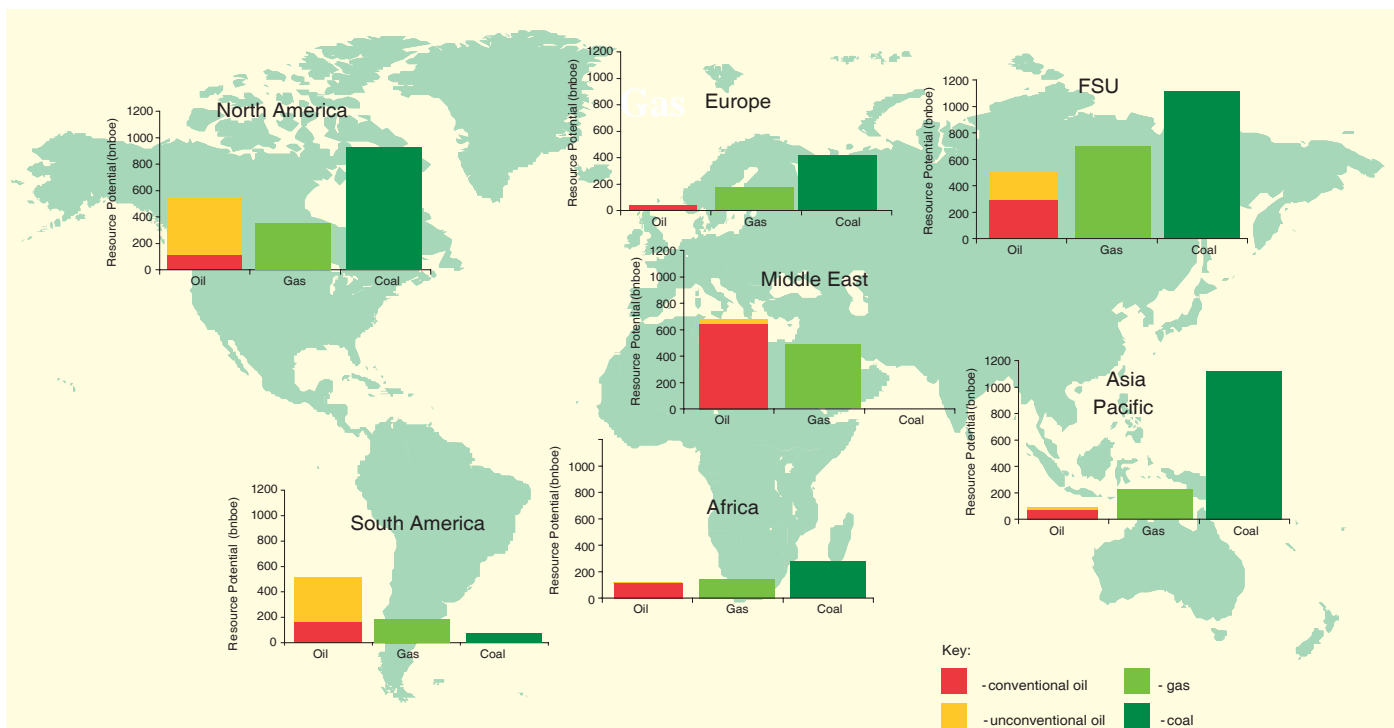 North America
Resource Potential (bnboe)
1200
1000
800
600
400
200
0
Oil Gas Coal
Gas
Europe
Resource Potential (bnboe)
1200
1000
800
600
400
200
0
Oil Gas Coal
FSU
Resource Potential (bnboe)
1200
1000
800
600
400
200
0
Oil Gas Coal
Middle East
Resource Potential (bnboe)
1200
1000
800
600
400
200
0
Oil Gas Coal
Asia
Pacific
Resource Potential (bnboe)
1200
1000
800
600
400
200
0
Oil Gas Coal
South America
Resource Potential (bnboe)
1200
1000
800
600
400
200
0
Oil Gas Coal
Africa
Resource Potential (bnboe)
1000
800
600
400
200
0
Oil Gas Coal
Key:
-conventional oil
- gas
-unconventional oil
-coal